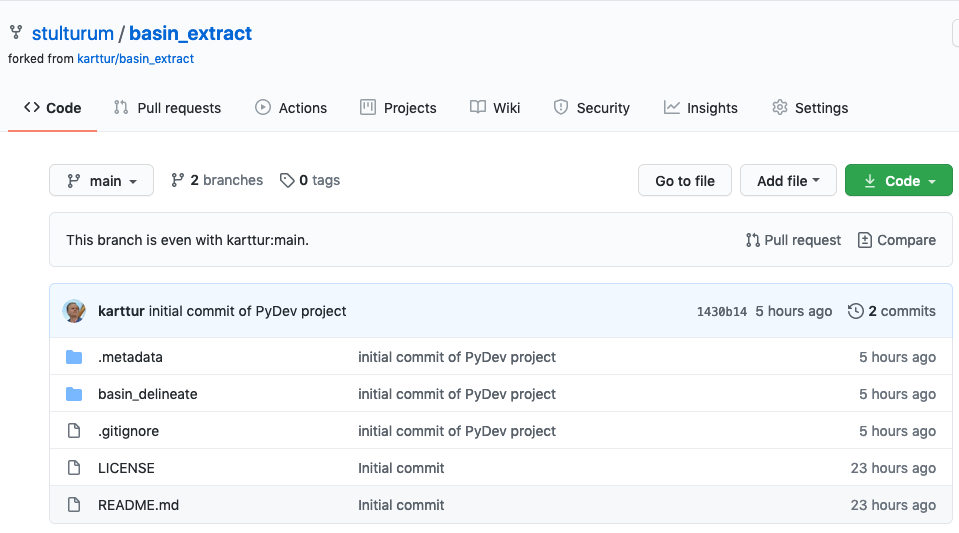 stulturum / basin_extract
forked from karttur/basin_extract
Code Pull requests Actions Projects Wiki Security Insights Settings
main 2 branches 0 tags Go to file Add file Code
This branch is even with karttur:main. Pull request Compare
karttur initial commit of PyDev project 1430b14 5 hours ago 2 commits
.metadata initial commit of PyDev project 5 hours ago
basin_delineate initial commit of PyDev project 5 hours ago
.gitignore initial commit of PyDev project 5 hours ago
LICENSE Initial commit 23 hours ago
README.md Initial commit 23 hours ago